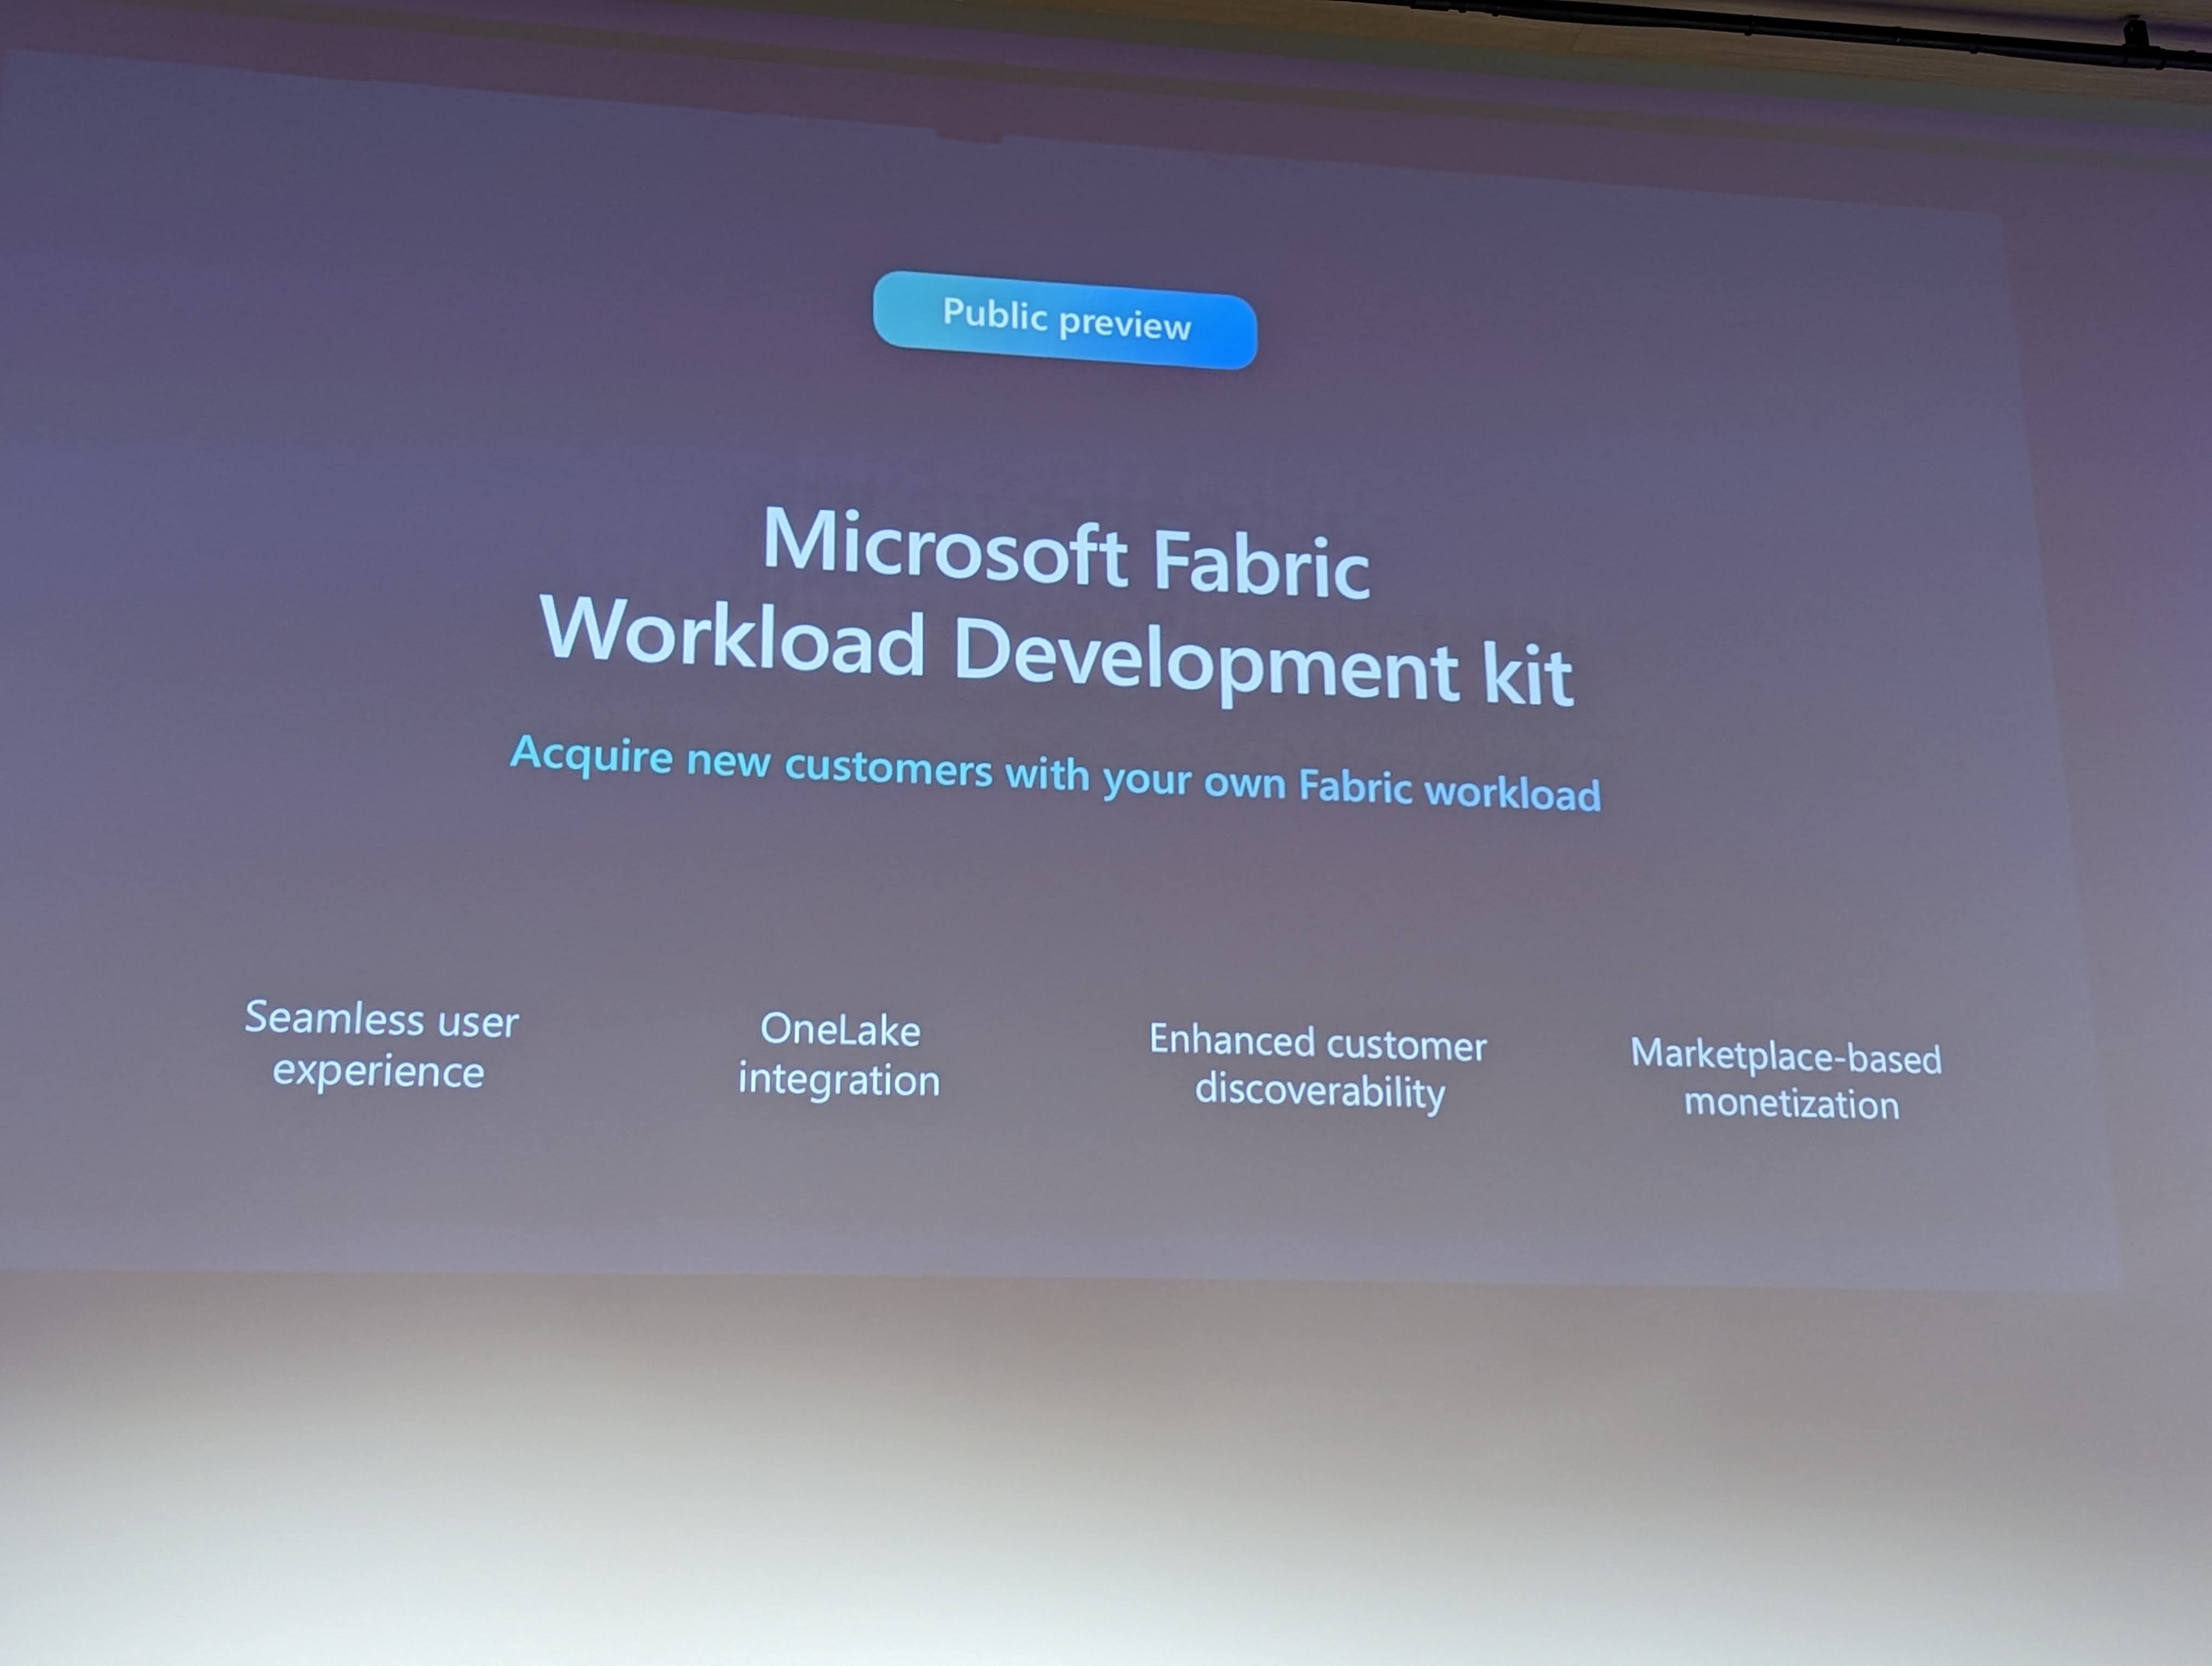 Public preview
Microsoft Fabric
Workload Development kit
Acquire new customers with your own Fabric workload
Seamless user
experience
OneLake
integration
Enhanced customer
discoverability
Marketplace-based
monetization